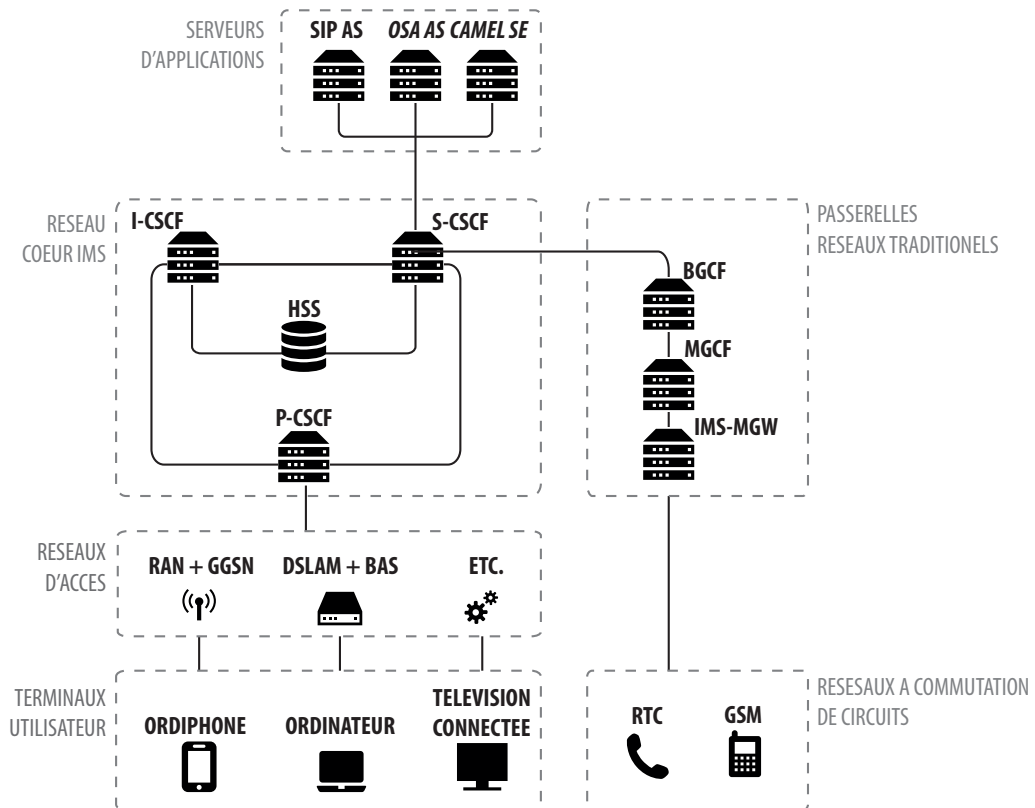 SERVEURS
D'APPLICATIONS
SIP AS
OSA AS
CAMEL SE
RESEAU
COEUR IMS
I-CSCF
S-CSCF
HSS
P-CSCF
PASSERELLES
RESEAUX TRADITIONELS
BGCF
MGCF
IMS-MGW
RESEAUX
D'ACCES
RAN + GGSN
DSLAM + BAS
ETC.
TERMINAUX
UTILISATEUR
ORDIPHONE
ORDINATEUR
TELEVISION
CONNECTEE
RTC
GSM
RESESAUX A COMMUTATION
DE CIRCUITS